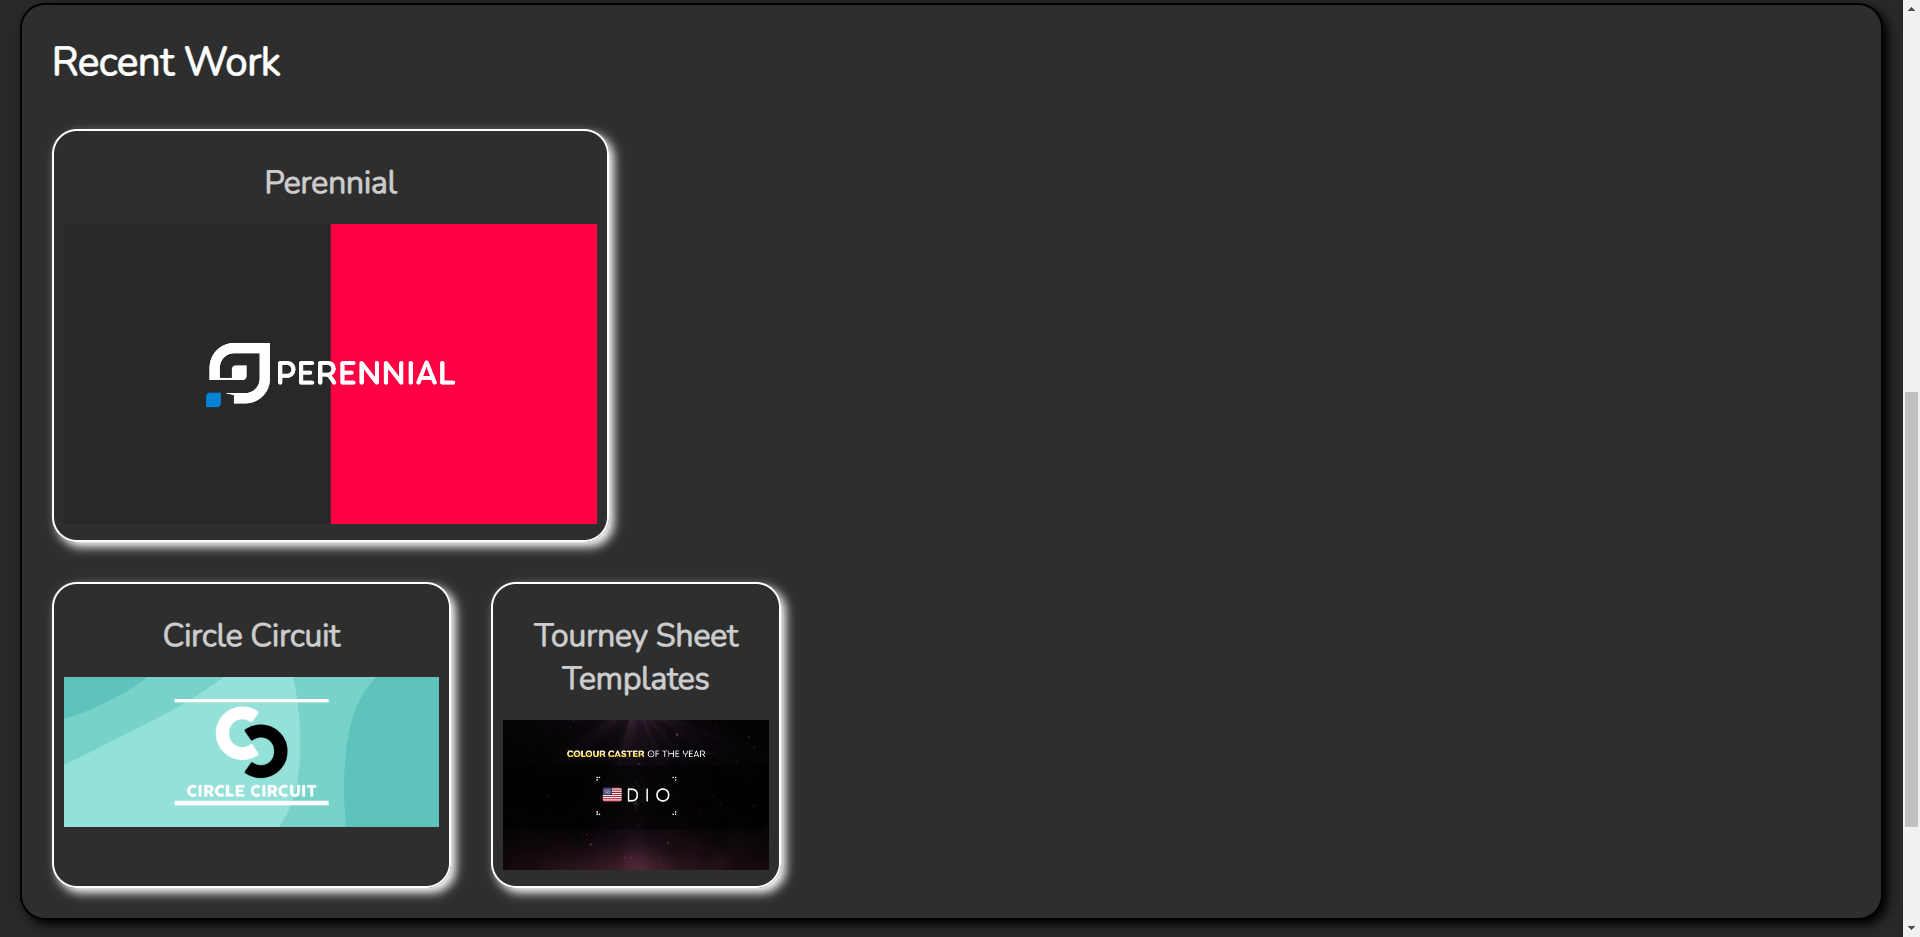 Recent Work
Perennial
PERENNIAL
Circle Circuit
CIRCLE CIRCUIT
Tourney Sheet
Templates
COLOUR CASTER OF THE YEAR
DIO